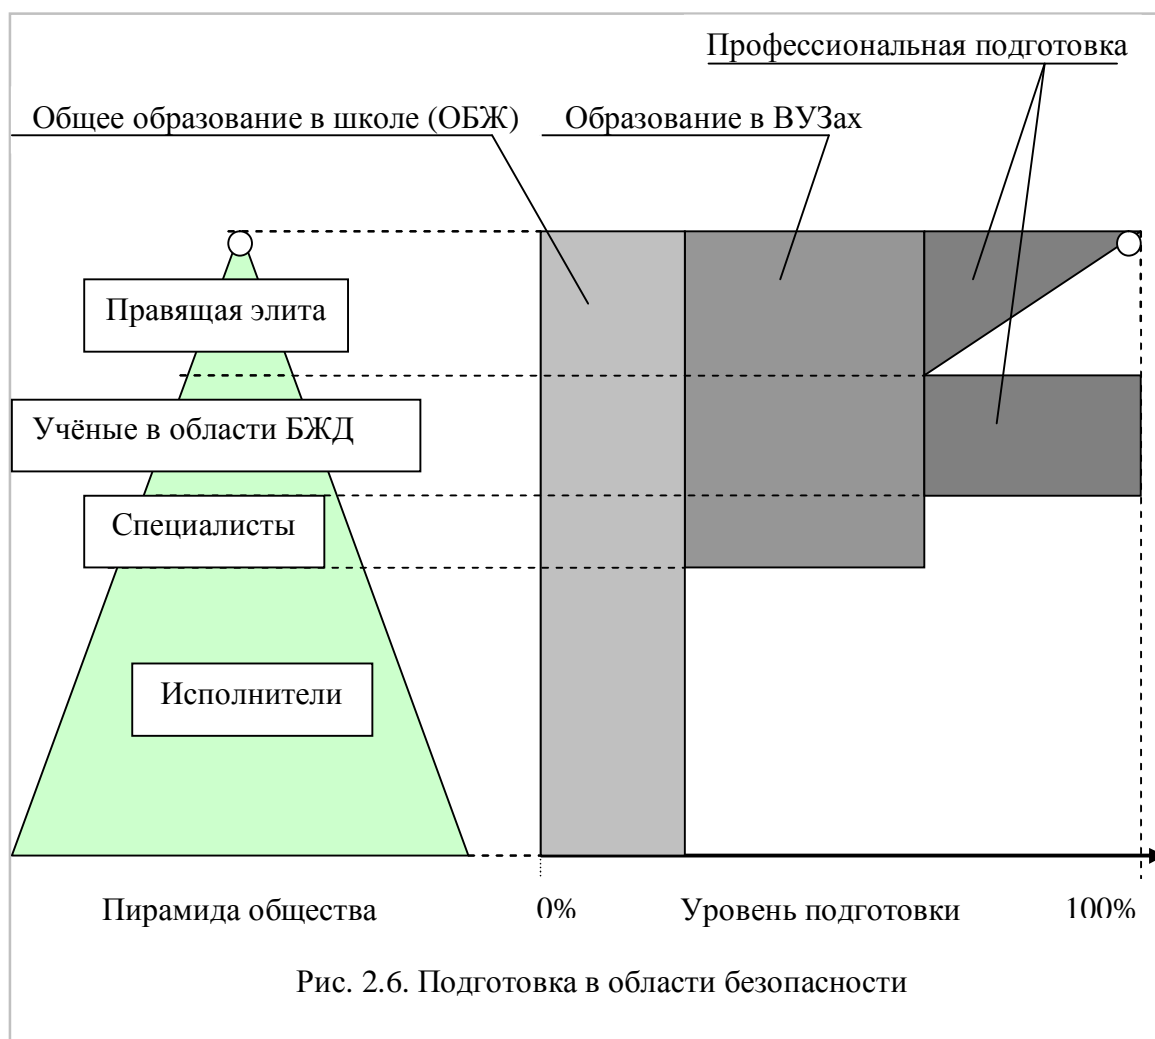 Профессиональная подготовка
Общее образование в школе (ОБЖ)
Образование в ВУЗах
Правящая элита
Учёные в области БЖД
Специалисты
Исполнители
Пирамида общества
0%
Уровень подготовки
100%
Рис. 2.6. Подготовка в области безопасности